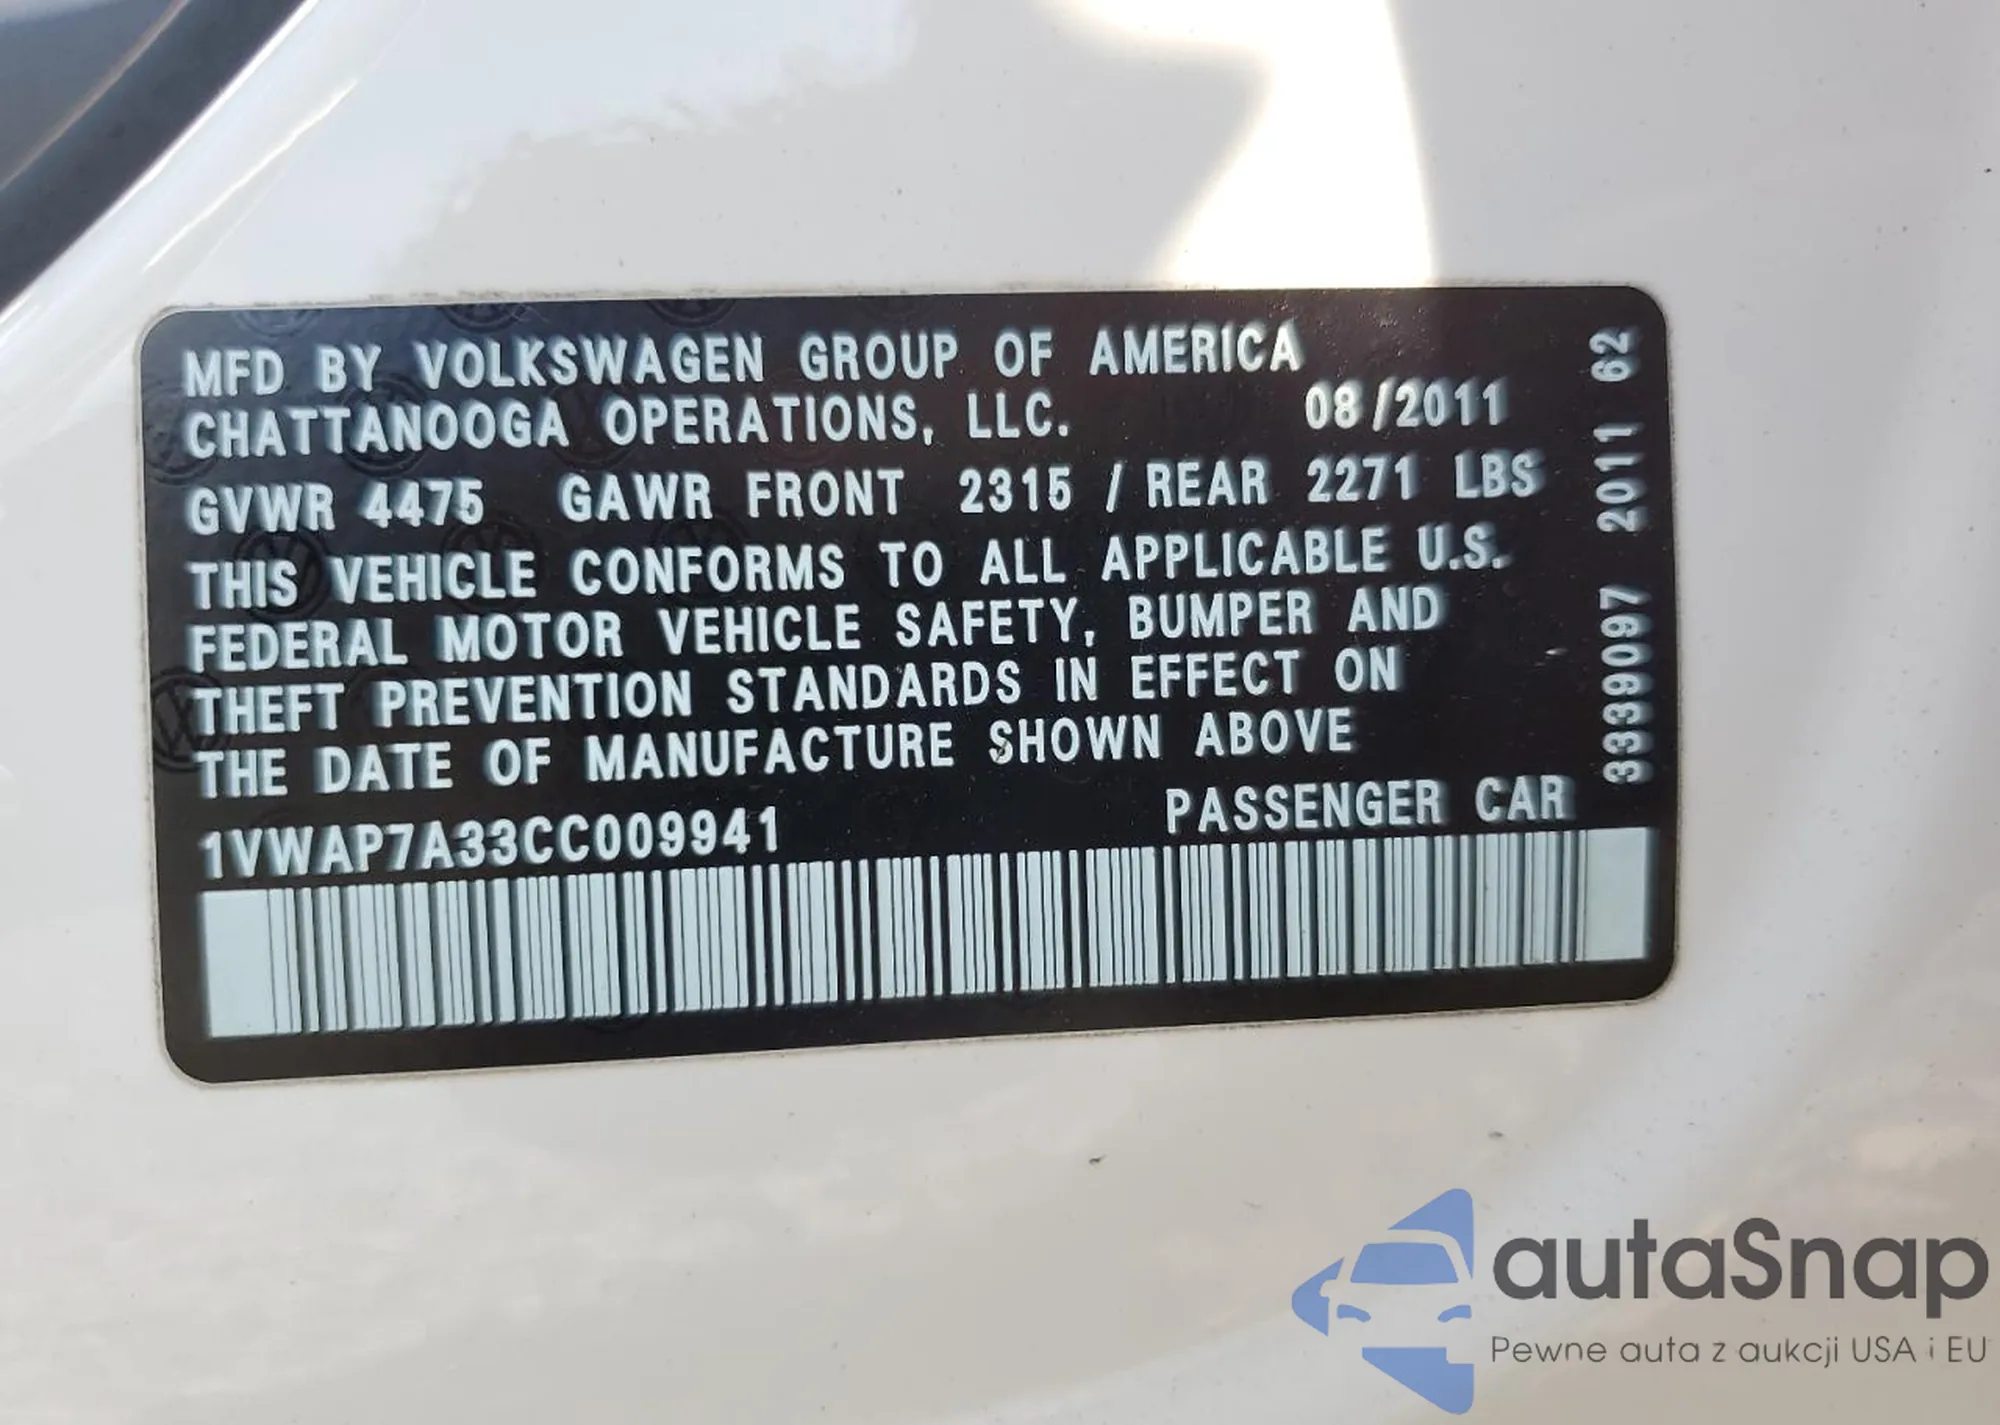 MFD BY VOLKSWAGEN GROUP OF AMERICA
CHATTANOOGA OPERATIONS, LLC. 08/2011
GVWR 4475 GAWR FRONT 2315 / REAR 2271 LBS
THIS VEHICLE CONFORMS TO ALL APPLICABLE U.S.
FEDERAL MOTOR VEHICLE SAFETY, BUMPER AND
THEFT PREVENTION STANDARDS IN EFFECT ON
THE DATE OF MANUFACTURE SHOWN ABOVE
1VWAP7A33CC009941 PASSENGER CAR
3339097 2011 62
autaSnap
Pewne auta z aukcji USA i EU